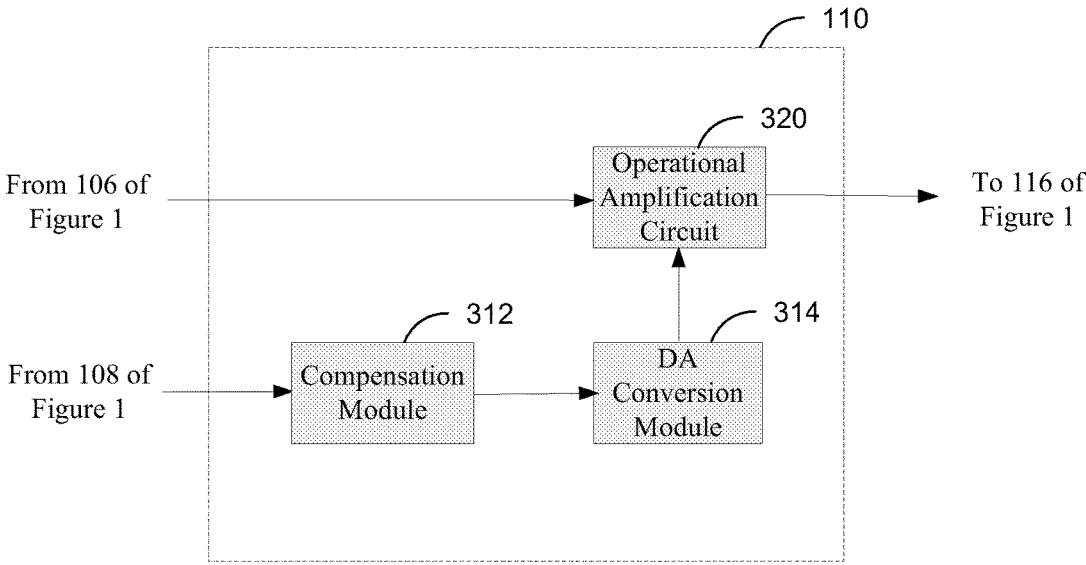 110
320
From 106 of
Figure 1
Operational
Amplification
Circuit
To 116 of
Figure 1
312
314
From 108 of
Figure 1
Compensation
Module
DA
Conversion
Module